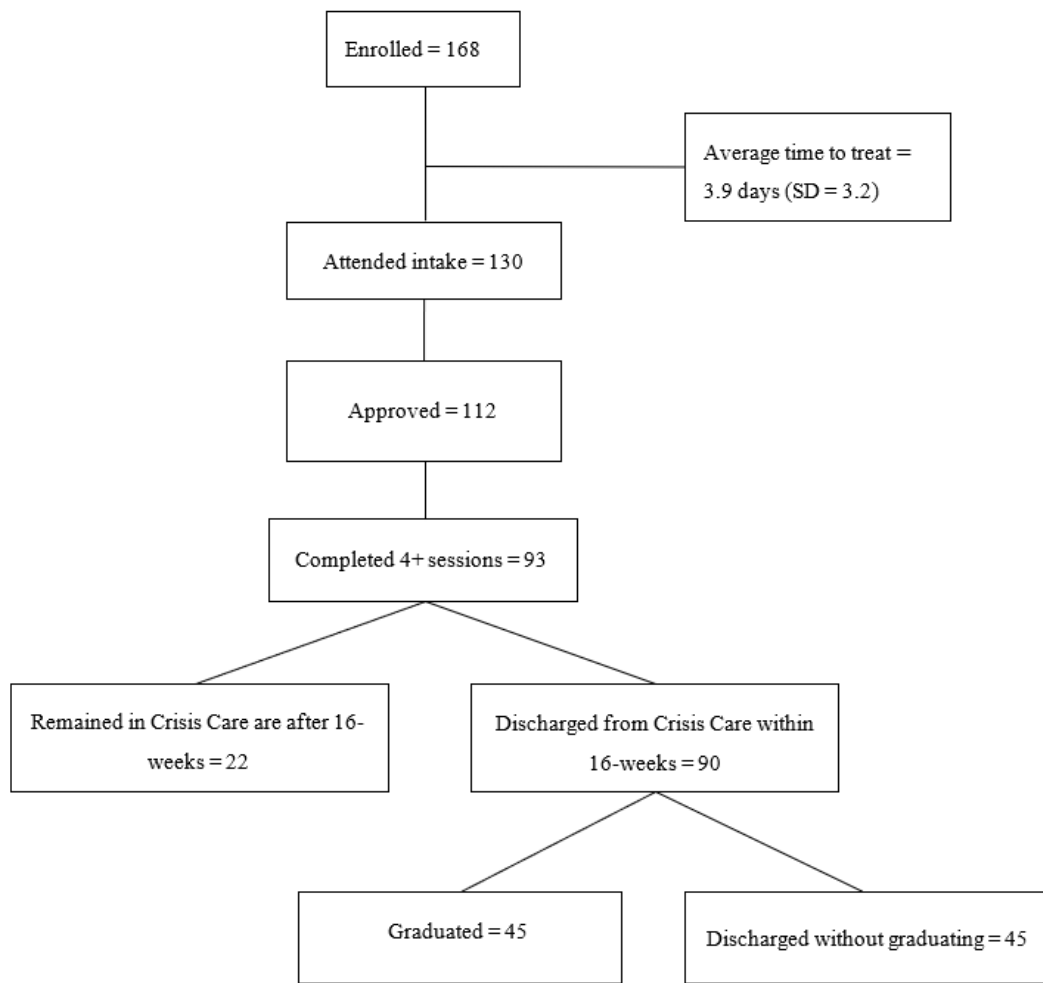 Enrolled = 168
Average time to treat =
3.9 days (SD = 3.2)
Attended intake = 130
Approved = 112
Completed 4+ sessions = 93
Remained in Crisis Care are after 16-
weeks = 22
Discharged from Crisis Care within
16-weeks = 90
Graduated = 45
Discharged without graduating = 45